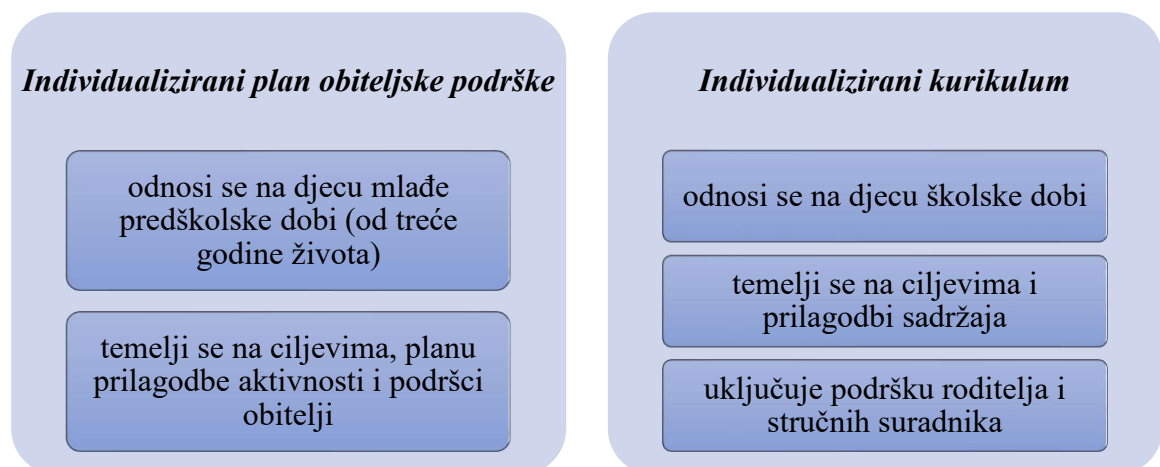 Individualizirani plan obiteljske podrške
odnosi se na djecu mlađe
predškolske dobi (od treće
godine života)
temelji se na ciljevima, planu
prilagodbe aktivnosti i podršci
obitelji
Individualizirani kurikulum
odnosi se na djecu školske dobi
temelji se na ciljevima i
prilagodbi sadržaja
uključuje podršku roditelja i
stručnih suradnika